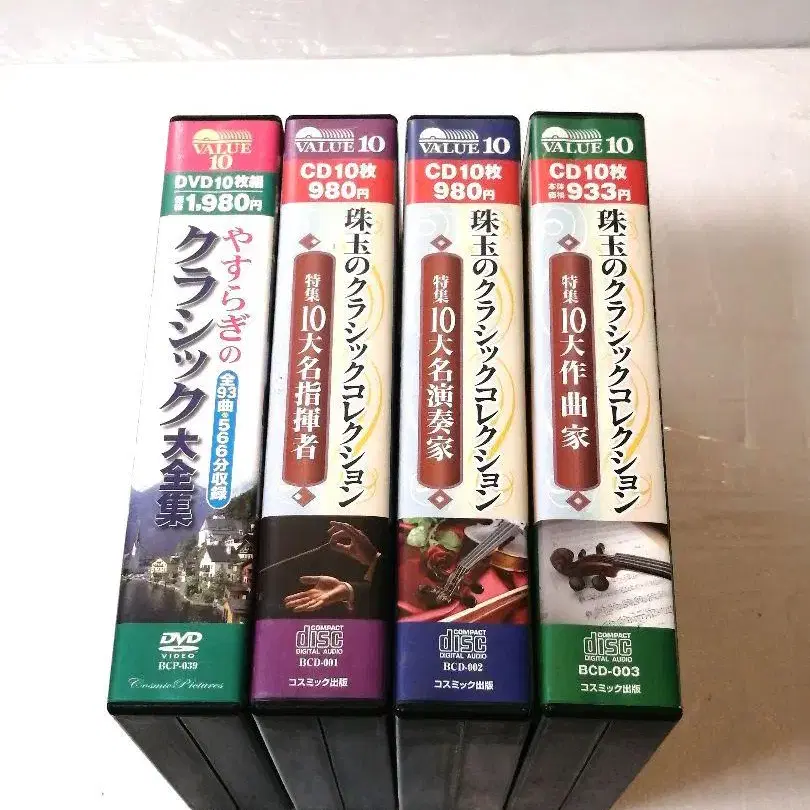 VALUE
10
DVD10枚組
価格 1,980円
やすらぎの
クラシック大全集
全93曲・566分収録
DVD
VIDEO
BCP-039
Cosmic Pictures
VALUE 10
CD10枚
980円
珠玉のクラシックコレクション
特集 10大名指揮者
COMPACT
disc
DIGITAL AUDIO
BCD-001
コスミック出版
VALUE 10
CD10枚
980円
珠玉のクラシックコレクション
特集 10大名演奏家
COMPACT
disc
DIGITAL AUDIO
BCD-002
コスミック出版
VALUE 10
CD10枚
本体価格 933円
珠玉のクラシックコレクション
特集 10大作曲家
COMPACT
disc
DIGITAL AUDIO
BCD-003
コスミック出版